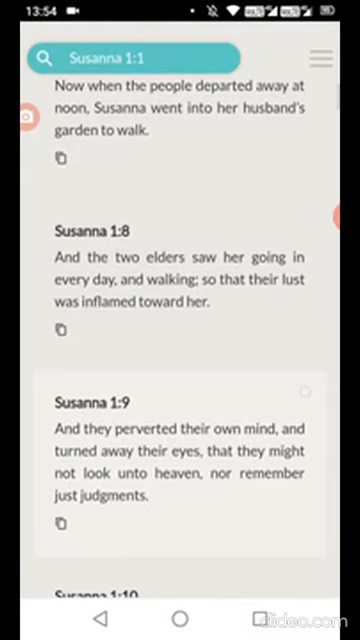 13:54
Susanna 1:1
Now when the people departed away at
noon, Susanna went into her husband's
garden to walk.
Susanna 1:8
And the two elders saw her going in
every day, and walking; so that their lust
was inflamed toward her.
Susanna 1:9
And they perverted their own mind, and
turned away their eyes, that they might
not look unto heaven, nor remember
just judgments.
Susanna 1:10
clideo.com